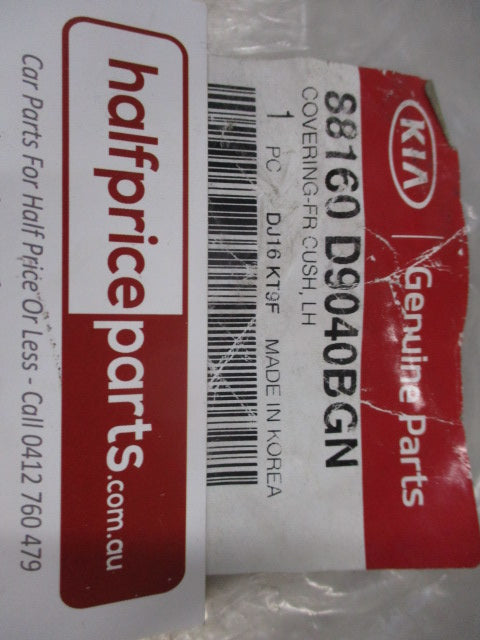 KIA | Genuine Parts
88160 D9040BGN
COVERING-FR CUSH, LH
1 PC DJ16 KT9F MADE IN KOREA
halfpriceparts.com.au
Car Parts For Half Price Or Less - Call 0412 760 479